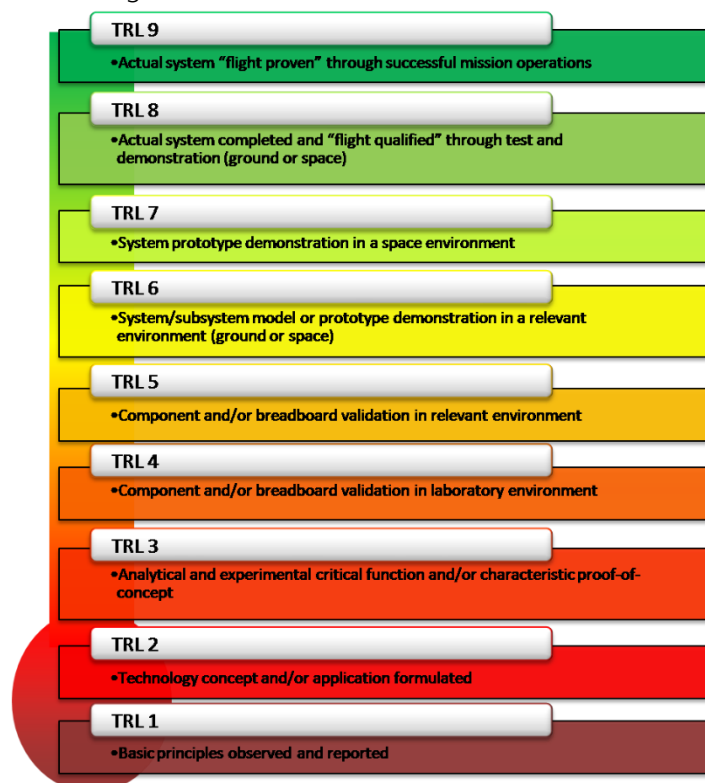 TRL 9
•Actual system “flight proven” through successful mission operations
TRL 8
•Actual system completed and “flight qualified” through test and
demonstration (ground or space)
TRL 7
•System prototype demonstration in a space environment
TRL 6
•System/subsystem model or prototype demonstration in a relevant
environment (ground or space)
TRL 5
•Component and/or breadboard validation in relevant environment
TRL 4
•Component and/or breadboard validation in laboratory environment
TRL 3
•Analytical and experimental critical function and/or characteristic proof-of-
concept
TRL 2
•Technology concept and/or application formulated
TRL 1
•Basic principles observed and reported